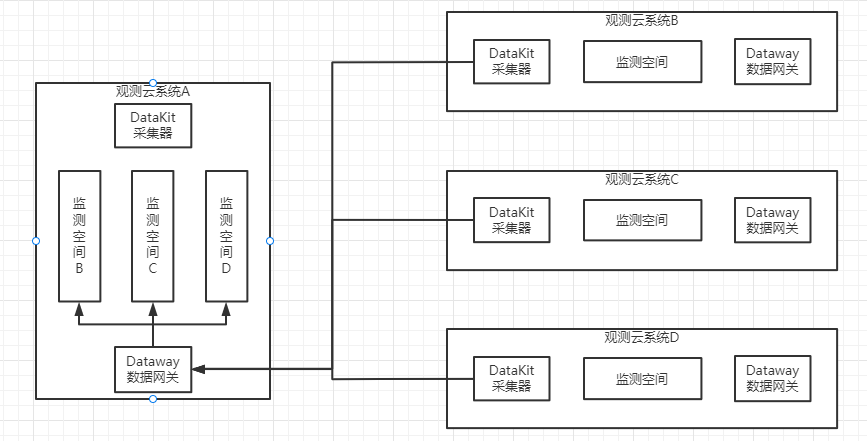 观测云系统A
DataKit
采集器
监
测
空
间
B
监
测
空
间
C
监
测
空
间
D
Dataway
数据网关
观测云系统B
DataKit
采集器
监测空间
Dataway
数据网关
观测云系统C
DataKit
采集器
监测空间
Dataway
数据网关
观测云系统D
DataKit
采集器
监测空间
Dataway
数据网关